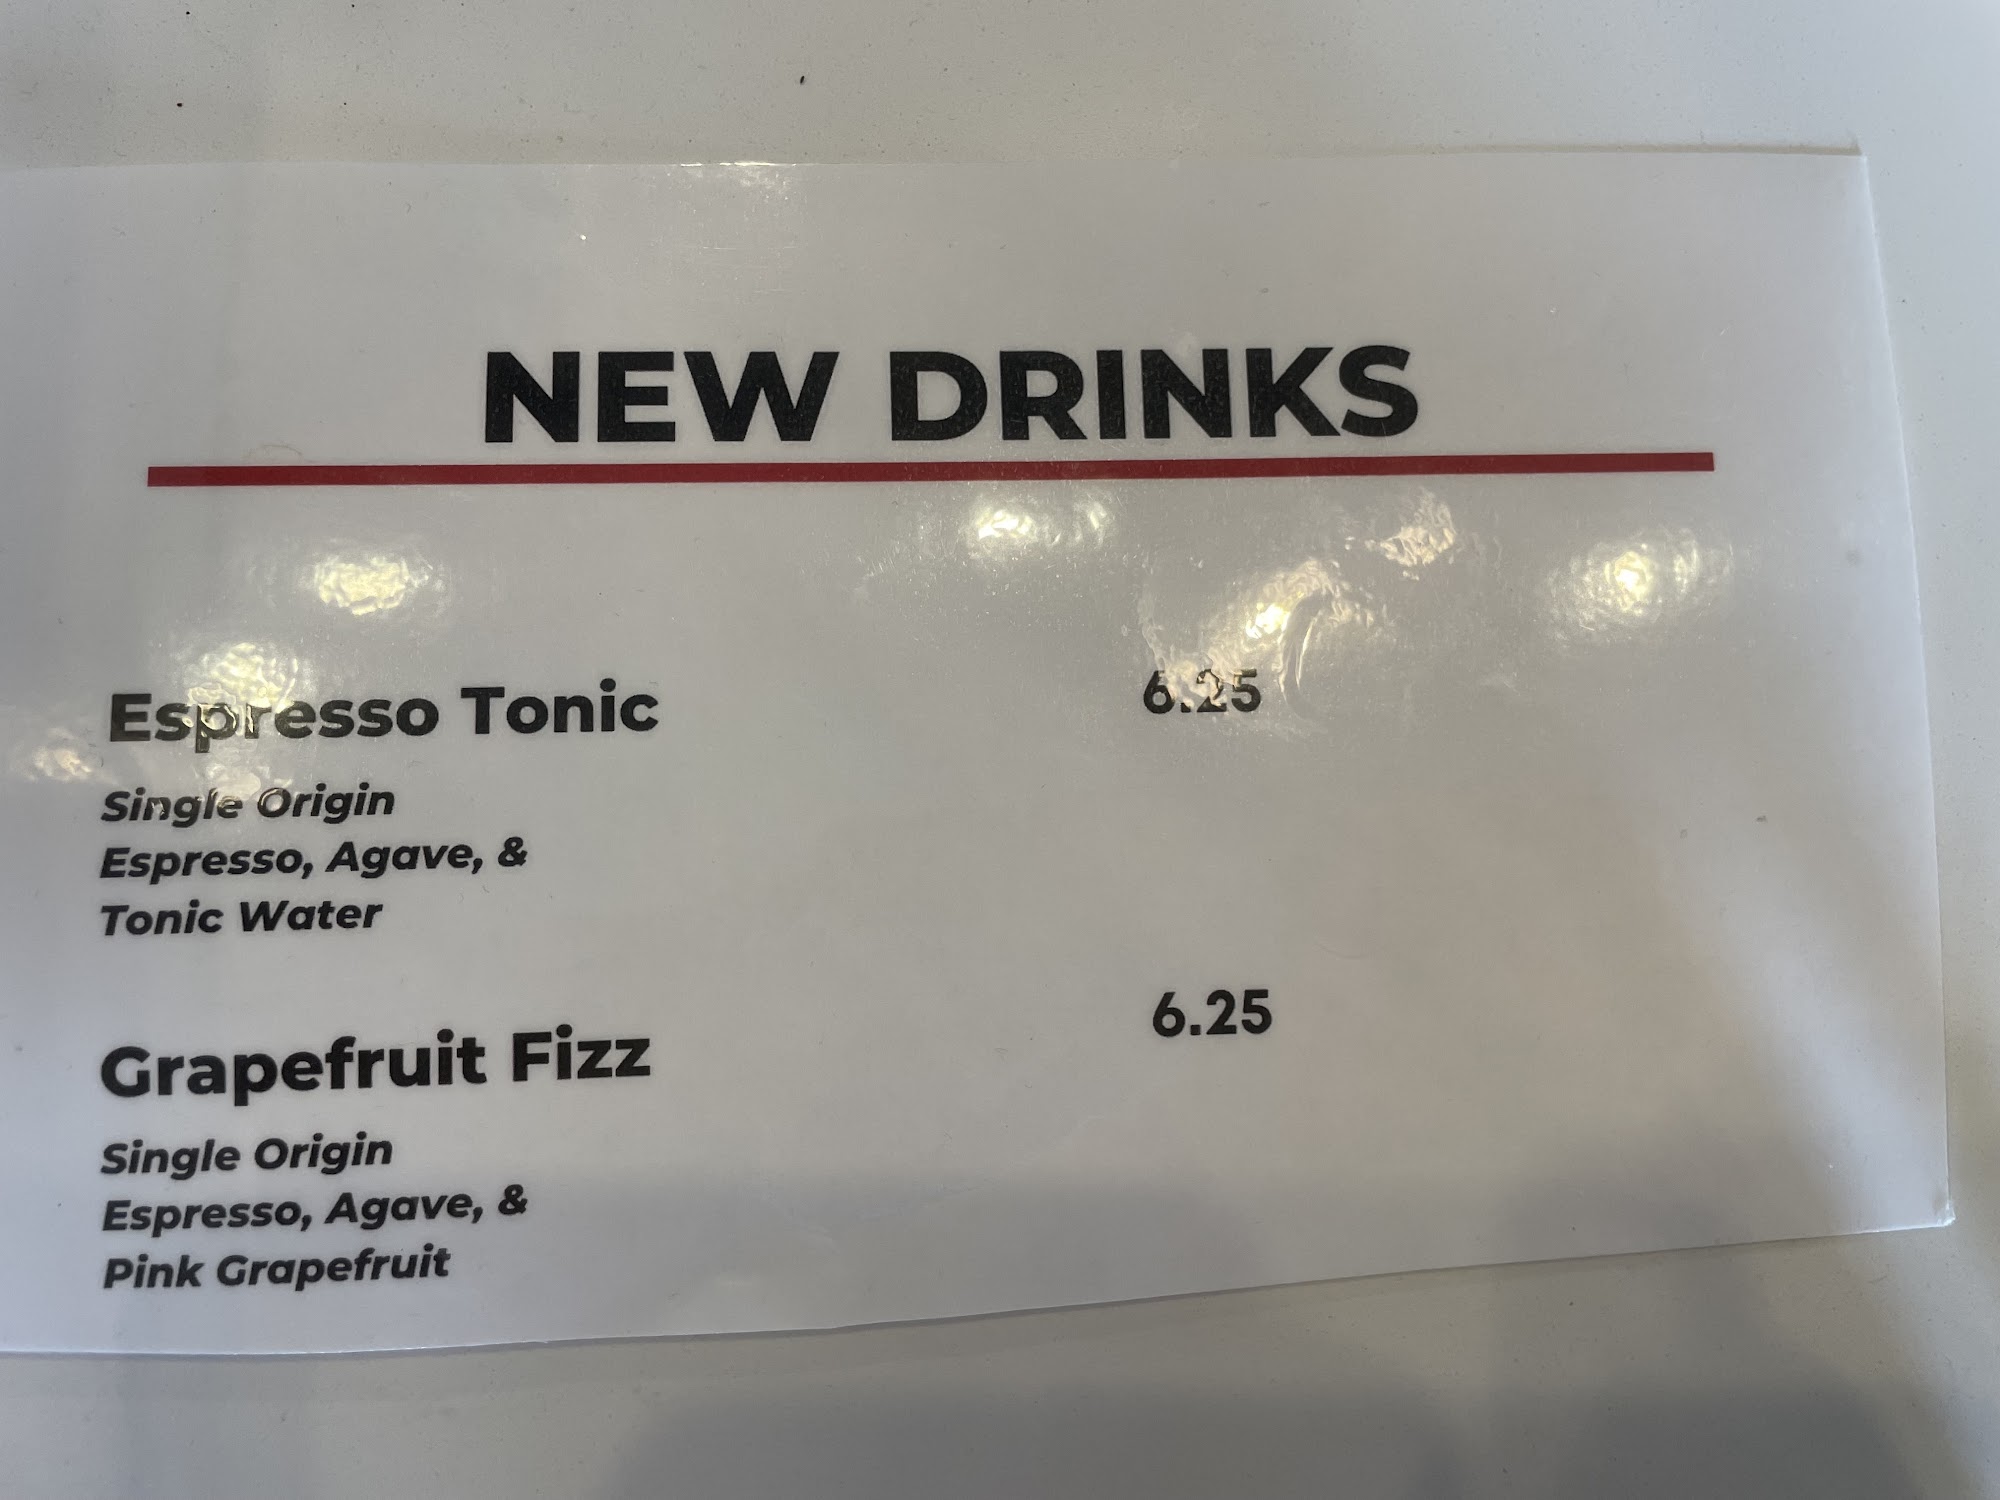 NEW DRINKS
Espresso Tonic 6.25
Single Origin
Espresso, Agave, &
Tonic Water
Grapefruit Fizz 6.25
Single Origin
Espresso, Agave, &
Pink Grapefruit